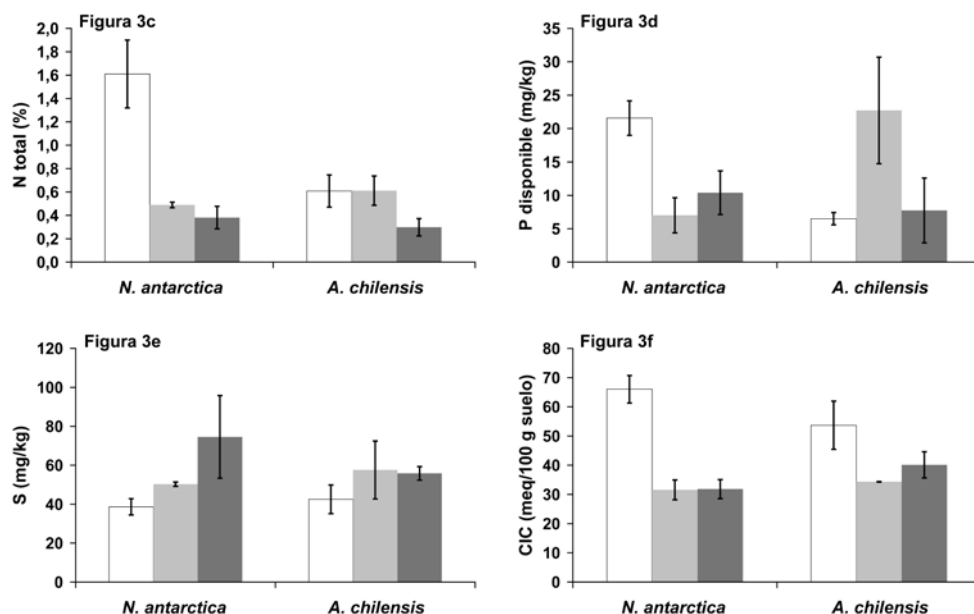 Figura 3c
N total (%)
2,0
1,8
1,6
1,4
1,2
1,0
0,8
0,6
0,4
0,2
0,0
N. antarctica
A. chilensis
Figura 3d
P disponible (mg/kg)
35
30
25
20
15
10
5
0
N. antarctica
A. chilensis
Figura 3e
S (mg/kg)
120
100
80
60
40
20
0
N. antarctica
A. chilensis
Figura 3f
CIC (meq/100 g suelo)
80
70
60
50
40
30
20
10
0
N. antarctica
A. chilensis